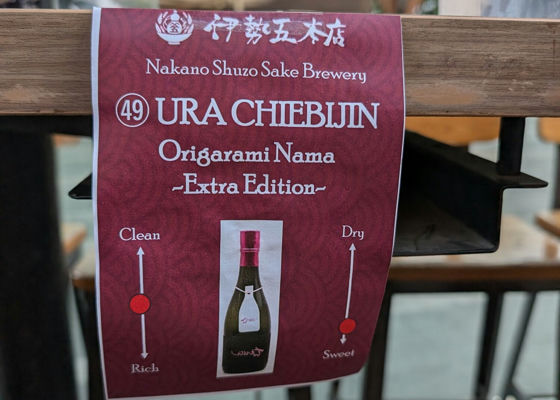 伊勢五本店
Nakano Shuzo Sake Brewery
49 URA CHIEBIJIN
Origarami Nama
~Extra Edition~
Clean
Dry
Rich
Sweet